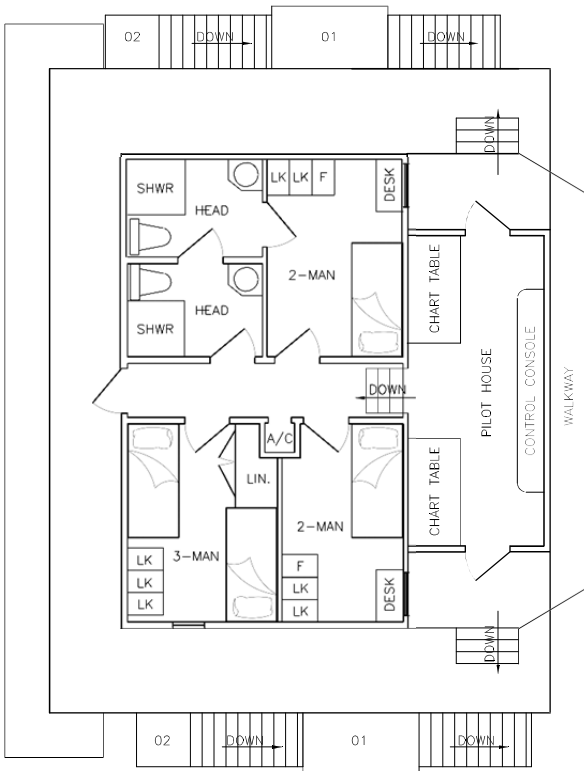 02
DOWN
01
DOWN
DOWN
SHWR
HEAD
LK
LK
F
DESK
2-MAN
CHART TABLE
HEAD
SHWR
DOWN
PILOT HOUSE
CONTROL CONSOLE
WALKWAY
A/C
LIN.
2-MAN
CHART TABLE
3-MAN
LK
LK
LK
F
LK
LK
DESK
DOWN
02
DOWN
01
DOWN